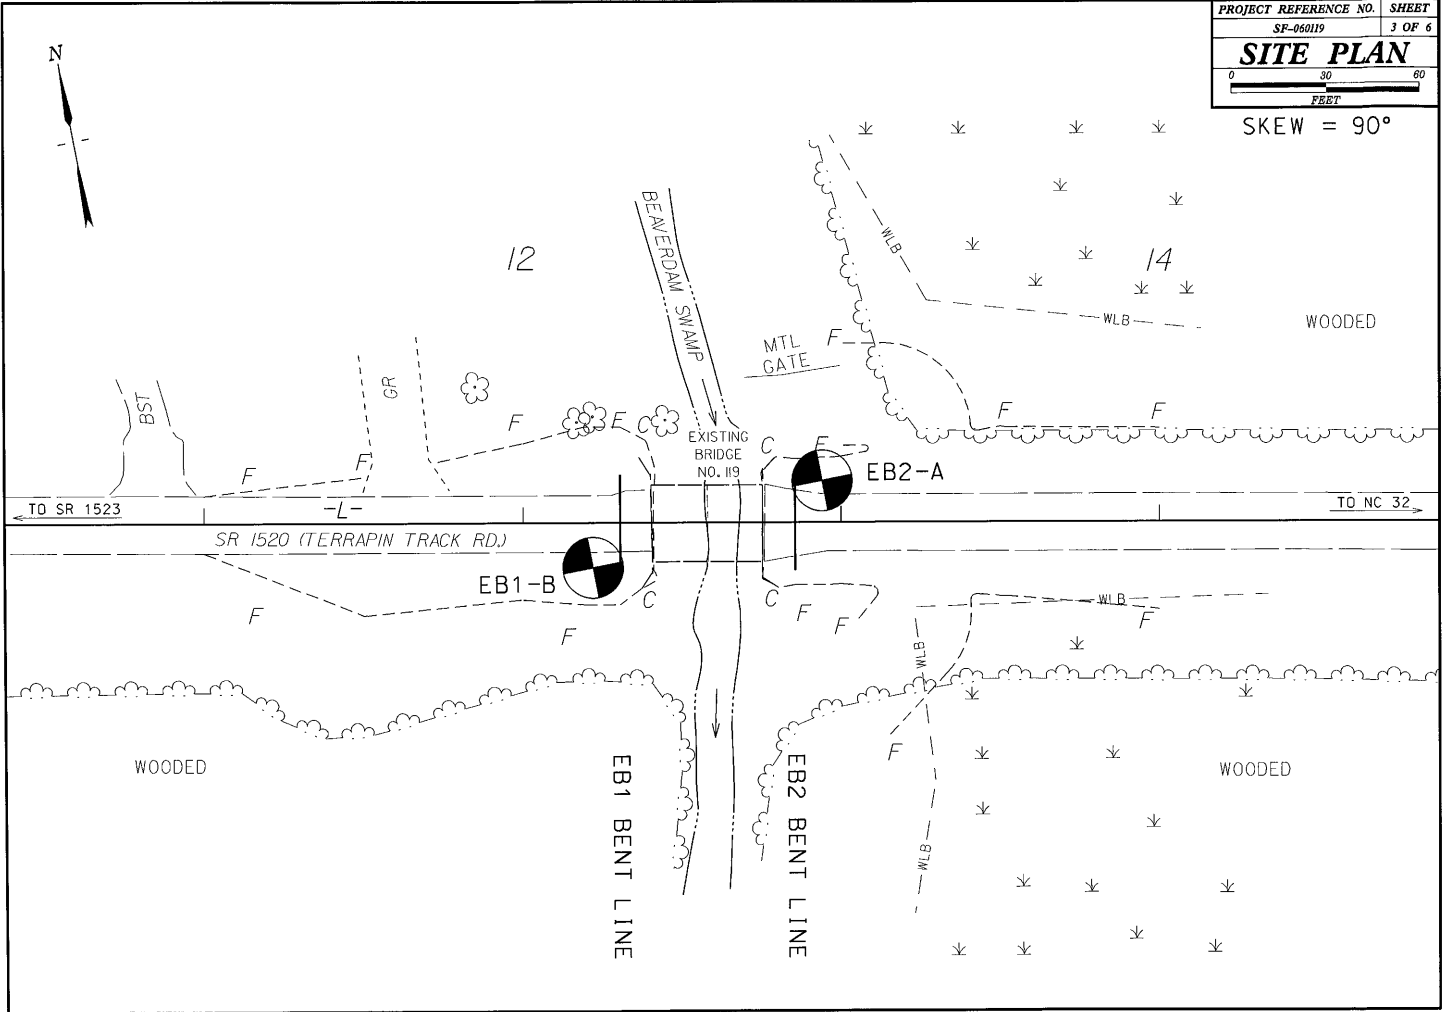 PROJECT REFERENCE NO. SHEET
SF-060119 3 OF 6
SITE PLAN
0 30 60
FEET
SKEW = 90°
N
12
BEAVERDAM SWAMP
WLB
14
WLB
WOODED
MTL
GATE
F
BST
GR
F
F
F
F
E
C
EXISTING
BRIDGE
NO. 119
C
F
F
EB2-A
TO SR 1523
-L-
TO NC 32
SR 1520 (TERRAPIN TRACK RD.)
EB1-B
C
C
F
F
F
F
WLB
F
WLB
F
WOODED
WOODED
EB1 BENT LINE
EB2 BENT LINE
WLB